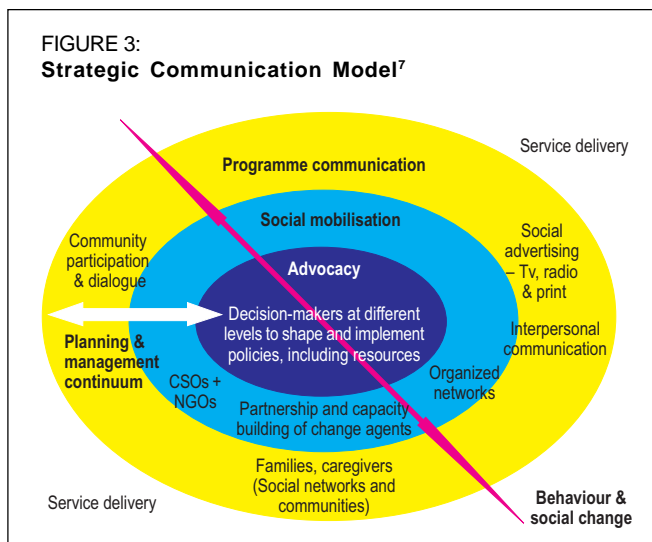 FIGURE 3:
Strategic Communication Model7
Service delivery
Programme communication
Social mobilisation
Community
participation
& dialogue
Social
advertising
– Tv, radio
& print
Advocacy
Decision-makers at different
levels to shape and implement
policies, including resources
Interpersonal
communication
Planning &
management
continuum
CSOs +
NGOs
Organized
networks
Partnership and capacity
building of change agents
Families, caregivers
(Social networks and
communities)
Service delivery
Behaviour &
social change